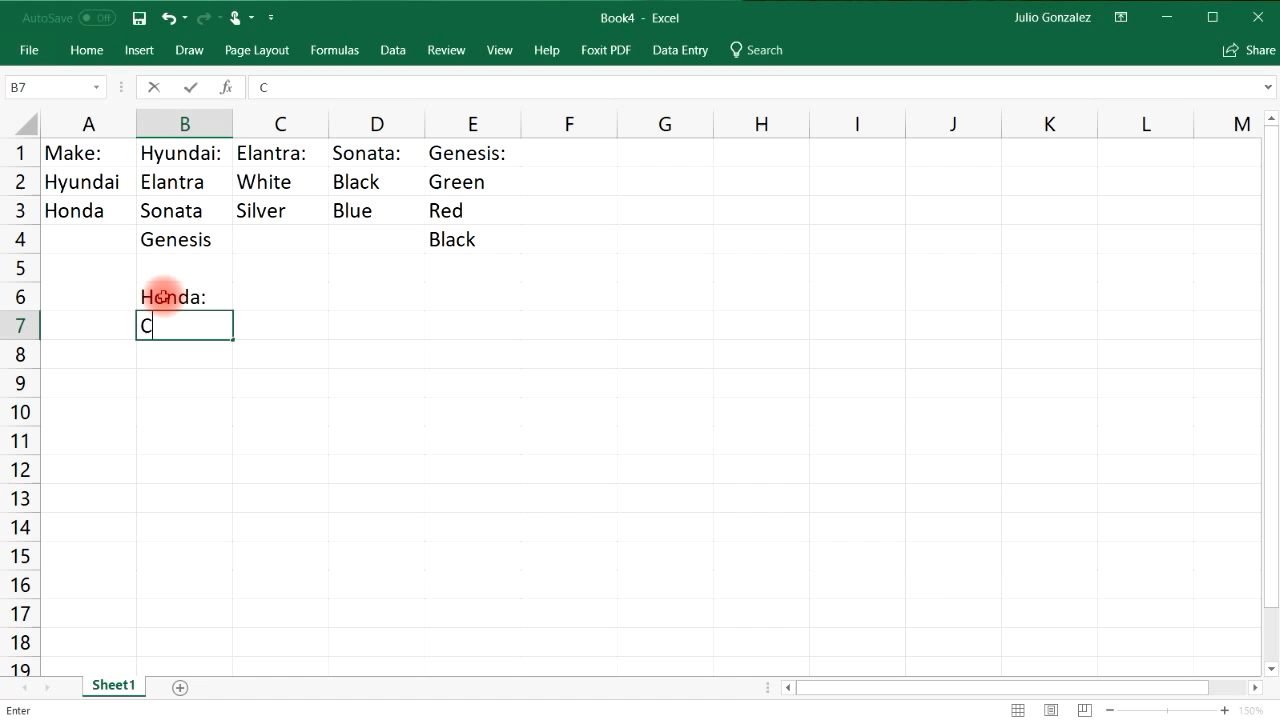 AutoSave Off Book4 - Excel Julio Gonzalez
File Home Insert Draw Page Layout Formulas Data Review View Help Foxit PDF Data Entry Search Share
B7 fx C
A B C D E F G H I J K L M
1 Make: Hyundai: Elantra: Sonata: Genesis:
2 Hyundai Elantra White Black Green
3 Honda Sonata Silver Blue Red
4 Genesis Black
5
6 Honda:
7 C
8
9
10
11
12
13
14
15
16
17
18
19
Sheet1
Enter 150%